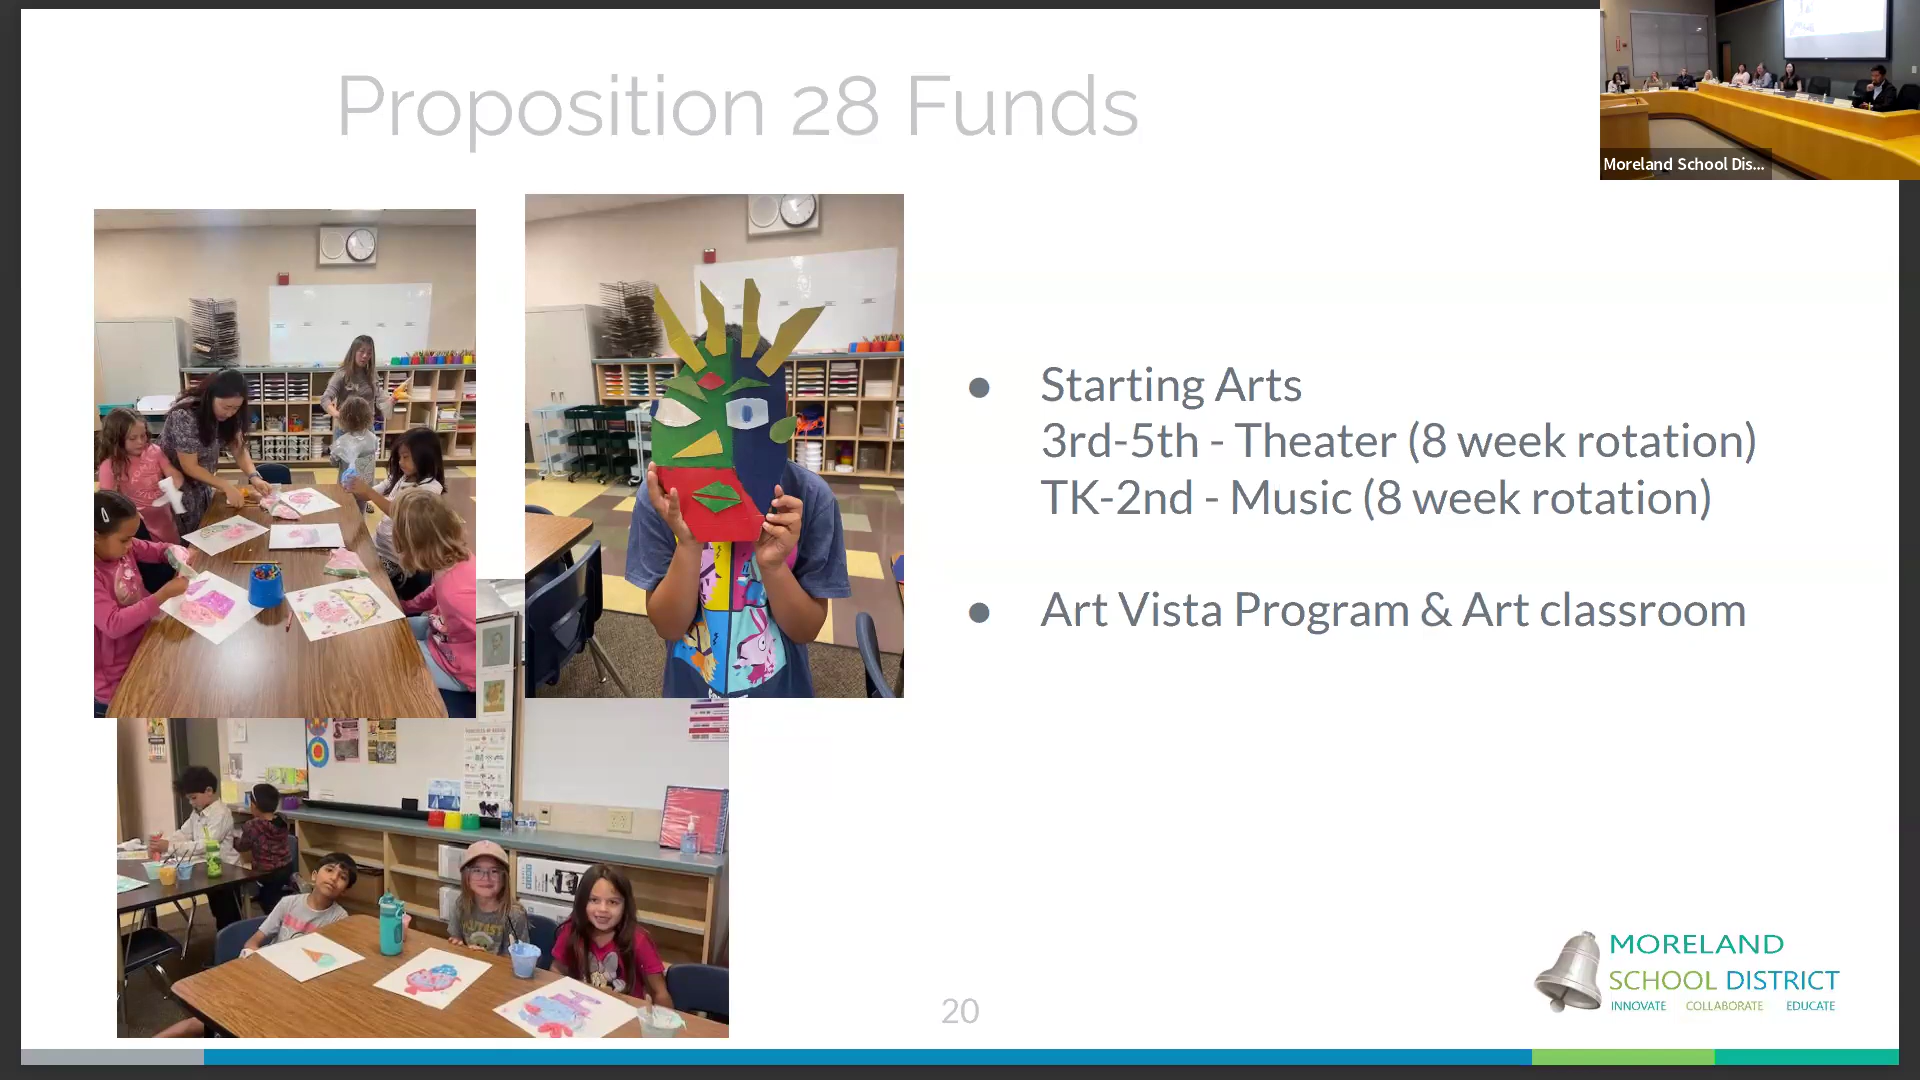 Proposition 28 Funds
Moreland School Dis...
● Starting Arts
3rd-5th - Theater (8 week rotation)
TK-2nd - Music (8 week rotation)
● Art Vista Program & Art classroom
20
MORELAND
SCHOOL DISTRICT
INNOVATE COLLABORATE EDUCATE